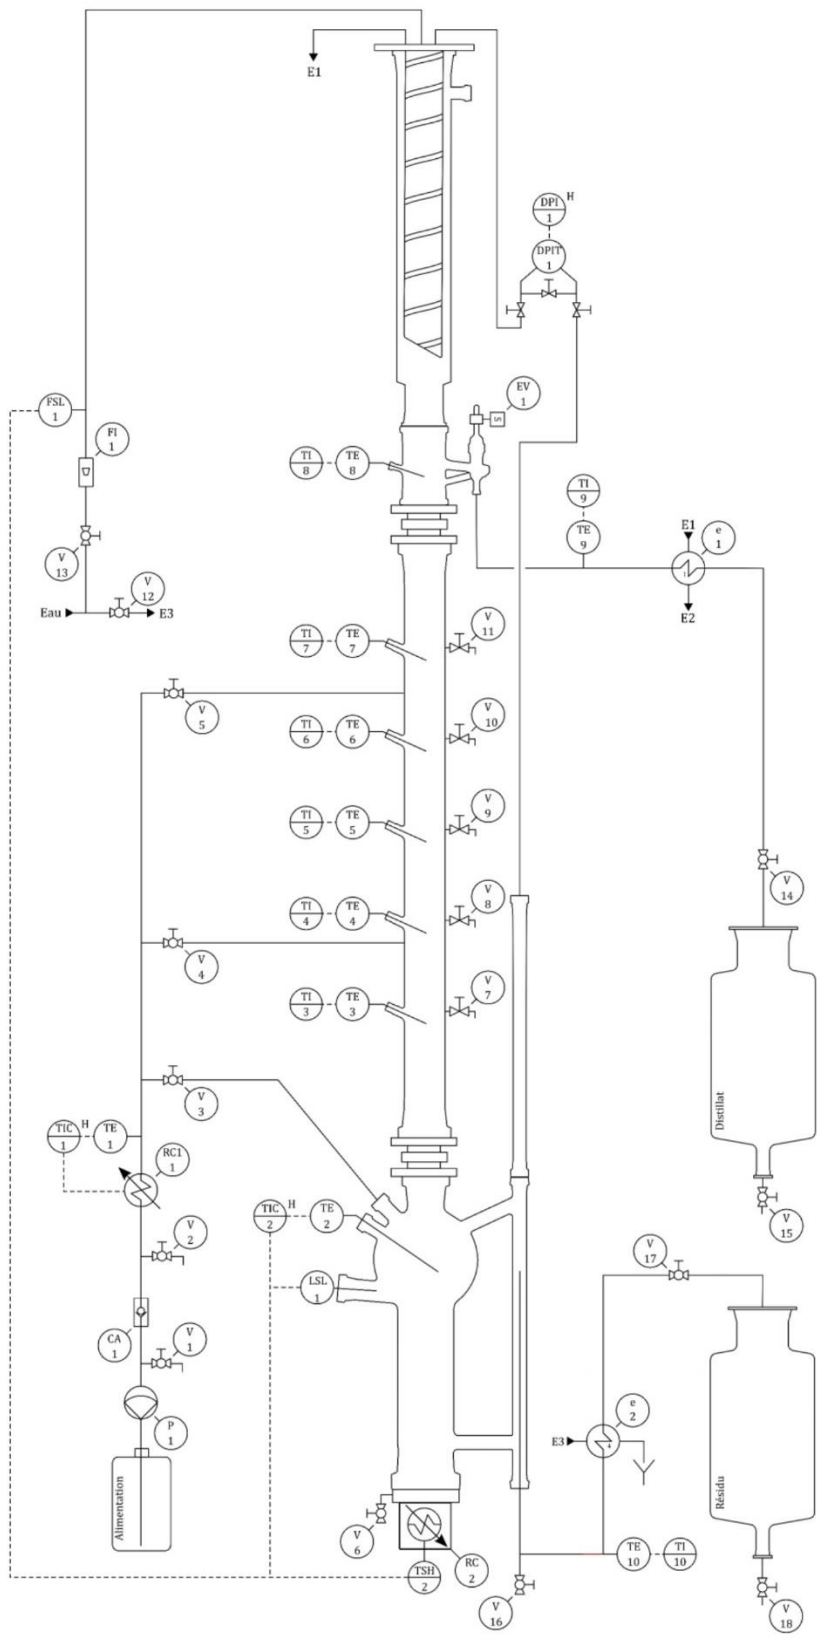 E1
DPI
1
H
DPIT
1
EV
1
S
FSL
1
FI
1
TI
8
TE
8
TI
9
TE
9
E1
e
1
E2
V
13
V
12
Eau
E3
TI
7
TE
7
V
11
V
5
TI
6
TE
6
V
10
TI
5
TE
5
V
9
V
14
TI
4
TE
4
V
8
V
4
TI
3
TE
3
V
7
V
3
Distillat
TIC
1
H
TE
1
RC1
1
TIC
2
H
TE
2
V
15
V
2
V
17
LSL
1
CA
1
V
1
P
1
e
2
E3
Alimentation
Résidu
V
6
RC
2
TSH
2
TE
10
TI
10
V
16
V
18